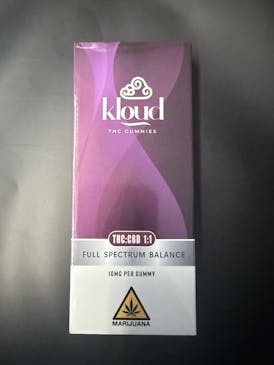 kloud
THC GUMMIES
THC:CBD 1:1
FULL SPECTRUM BALANCE
10MG PER GUMMY
MARIJUANA